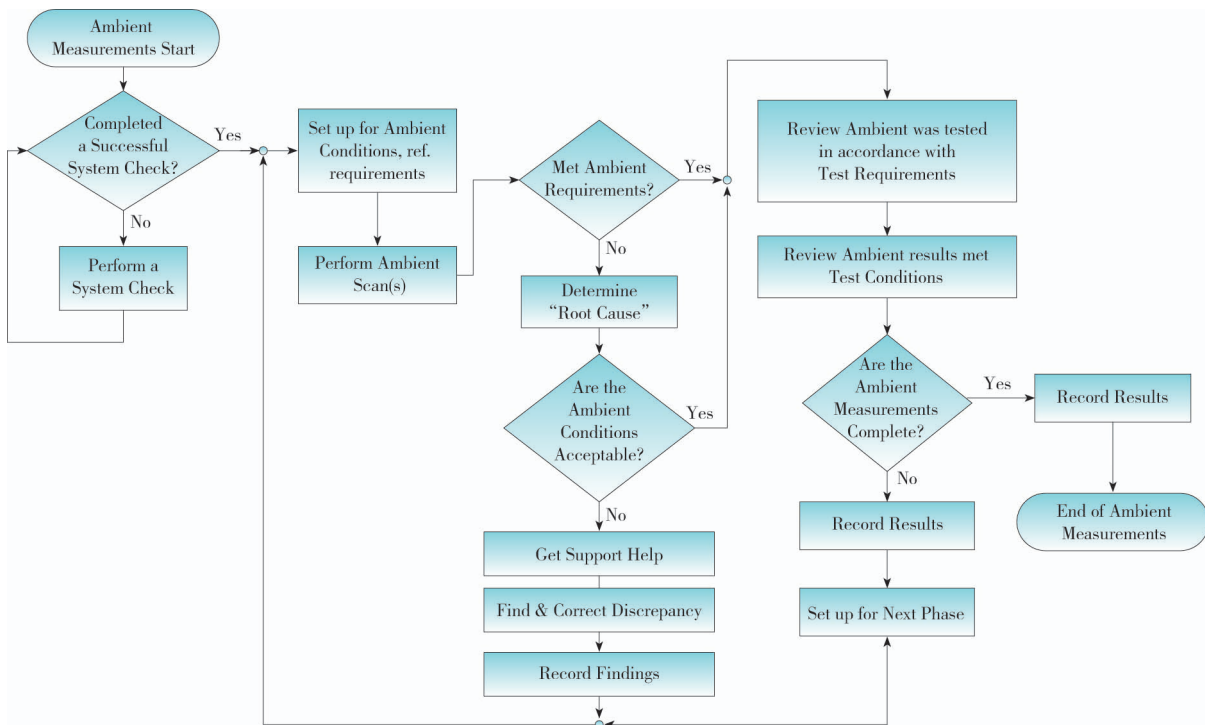 Ambient
Measurements Start
Completed
a Successful
System Check?
Yes
No
Perform a
System Check
Set up for Ambient
Conditions, ref.
requirements
Perform Ambient
Scan(s)
Met Ambient
Requirements?
Yes
No
Determine
“Root Cause”
Are the
Ambient
Conditions
Acceptable?
Yes
No
Get Support Help
Find & Correct Discrepancy
Record Findings
Review Ambient was tested
in accordance with
Test Requirements
Review Ambient results met
Test Conditions
Are the
Ambient
Measurements
Complete?
Yes
No
Record Results
Set up for Next Phase
Record Results
End of Ambient
Measurements